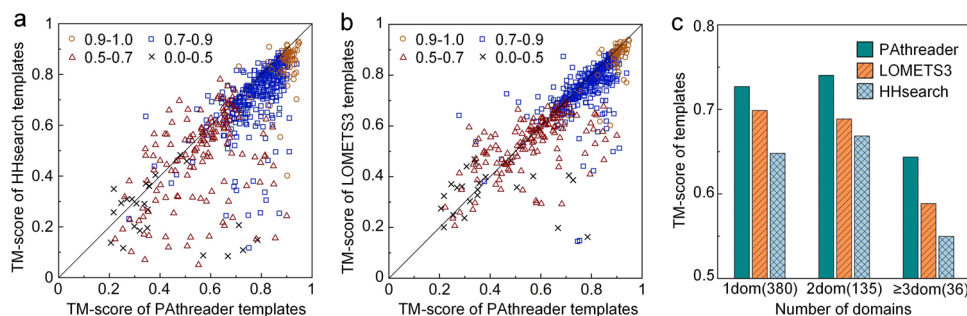 a
TM-score of HHsearch templates
1
0.8
0.6
0.4
0.2
0
0.9-1.0
0.7-0.9
0.5-0.7
0.0-0.5
0.2
0.4
0.6
0.8
1
TM-score of PAthreader templates
b
TM-score of LOMETS3 templates
1
0.8
0.6
0.4
0.2
0
0.9-1.0
0.7-0.9
0.5-0.7
0.0-0.5
0.2
0.4
0.6
0.8
1
TM-score of PAthreader templates
c
TM-score of templates
0.8
0.7
0.6
0.5
PAthreader
LOMETS3
HHsearch
1dom(380)
2dom(135)
≥3dom(36)
Number of domains